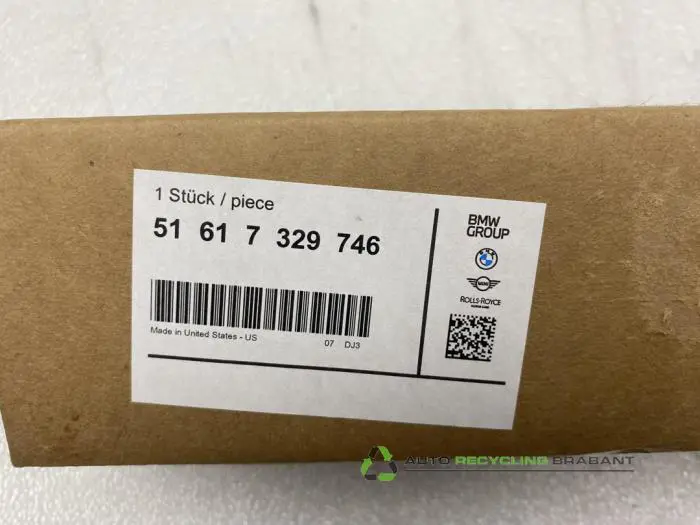 1 Stück / piece
51 61 7 329 746
Made in United States - US
07 DJ3
BMW
GROUP
MINI
ROLLS-ROYCE
AUTO RECYCLING BRABANT